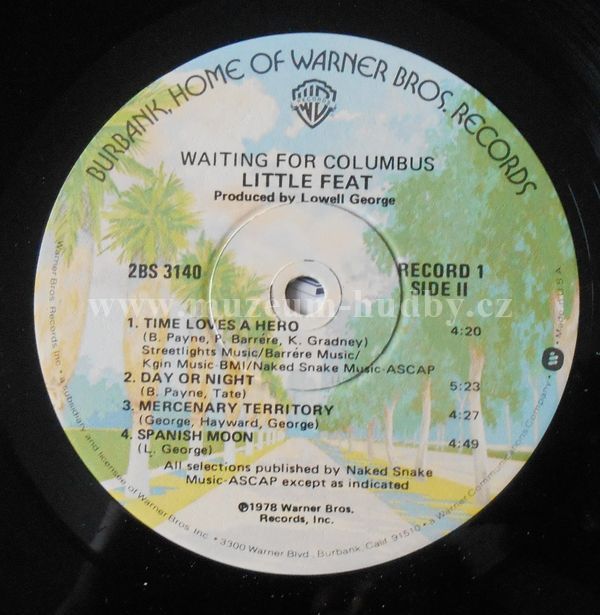 BURBANK, HOME OF WARNER BROS. RECORDS
WB
RECORDS
WAITING FOR COLUMBUS
LITTLE FEAT
Produced by Lowell George
2BS 3140
RECORD 1
SIDE II
www.muzeum-hudby.cz
1. TIME LOVES A HERO 4:20
(B. Payne, P. Barrére, K. Gradney)
Streetlights Music/Barrére Music/
Kgin Music-BMI/Naked Snake Music-ASCAP
2. DAY OR NIGHT 5:23
(B. Payne, Tate)
3. MERCENARY TERRITORY 4:27
(George, Hayward, George)
4. SPANISH MOON 4:49
(L. George)
All selections published by Naked Snake
Music-ASCAP except as indicated
℗1978 Warner Bros.
Records, Inc.
Warner Bros. Records Inc. • a subsidiary and licensee of Warner Bros. Inc. • 3300 Warner Blvd., Burbank, Calif. 91510 • a Warner Communications Company • Made in U.S.A.